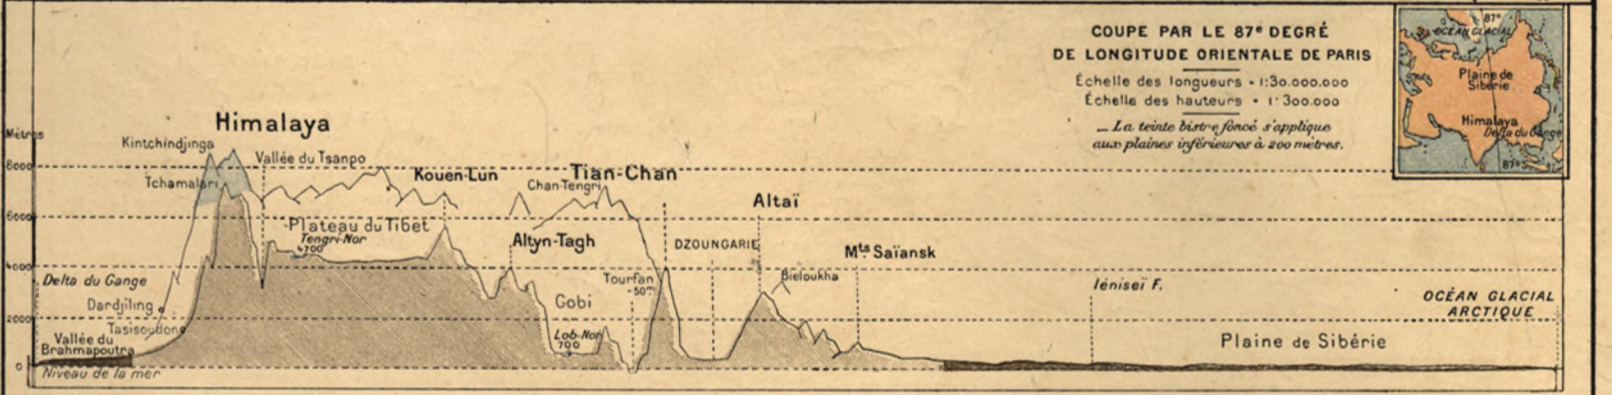 COUPE PAR LE 87e DEGRÉ
DE LONGITUDE ORIENTALE DE PARIS
Échelle des longueurs - 1:30.000.000
Échelle des hauteurs - 1:300.000
_ La teinte bistre foncé s'applique
aux plaines inférieures à 200 mètres.
87°
OCÉAN GLACIAL
Plaine de
Sibérie
Himalaya
Delta du Gange
87°
Himalaya
Mètres
Kintchindjinga
Vallée du Tsanpo
8000
Tchamalari
Kouen-Lun
Tian-Chan
Chan-Tengri
Altaï
6000
Plateau du Tibet
Tengri-Nor
4700
Altyn-Tagh
DZOUNGARIE
Mts Saïansk
4000
Delta du Gange
Tourfan
-50m
Bieloukha
Iéniseï F.
Dardjiling
Gobi
OCÉAN GLACIAL
ARCTIQUE
2000
Tasisoudon
Lob-Nor
700
Vallée du
Brahmapoutra
Plaine de Sibérie
0
Niveau de la mer